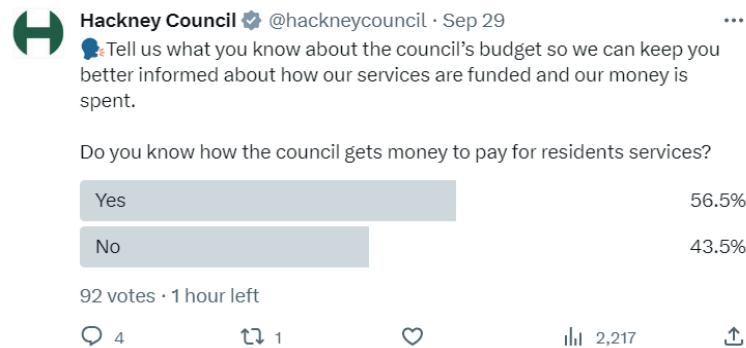 Hackney Council @hackneycouncil · Sep 29
🗣️Tell us what you know about the council's budget so we can keep you
better informed about how our services are funded and our money is
spent.
Do you know how the council gets money to pay for residents services?
Yes 56.5%
No 43.5%
92 votes · 1 hour left
4 1 2,217